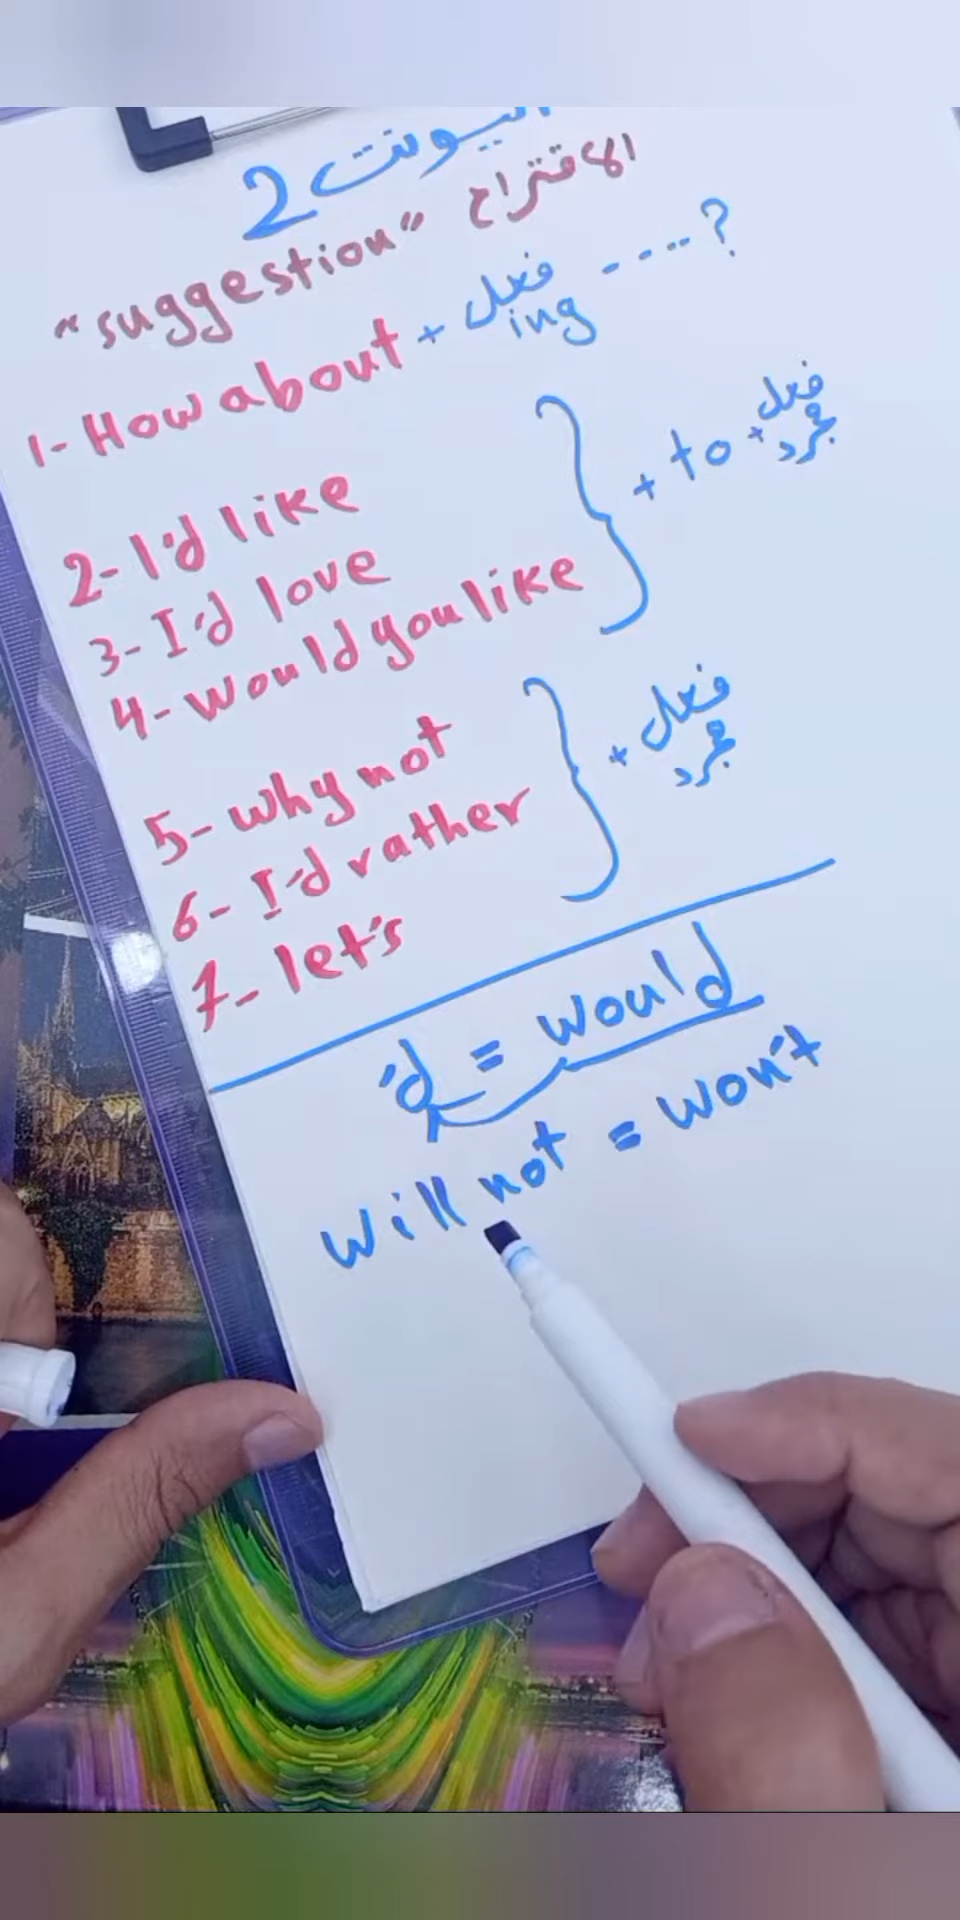 اليونت 2
"suggestion" الاقتراح
1- How about + فعل ing ....?
2- I'd like
3- I'd love
4- Would you like
+ to + فعل مجرد
5- why not
6- I'd rather
7- let's
+ فعل مجرد
'd = would
will not = won't